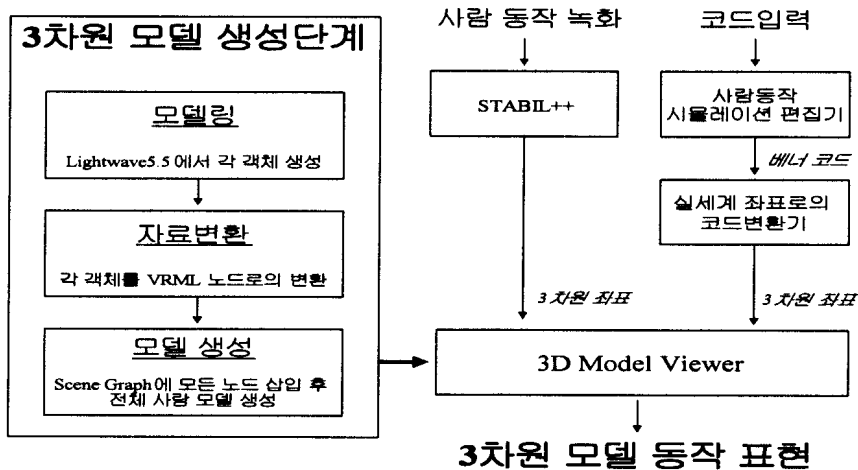 3차원 모델 생성단계
모델링
Lightwave5.5에서 각 객체 생성
자료변환
각 객체를 VRML 노드로의 변환
모델 생성
Scene Graph에 모든 노드 삽입 후
전체 사람 모델 생성
사람 동작 녹화
STABIL++
3차원 좌표
코드입력
사람동작
시뮬레이션 편집기
베너 코드
실세계 좌표로의
코드변환기
3차원 좌표
3D Model Viewer
3차원 모델 동작 표현